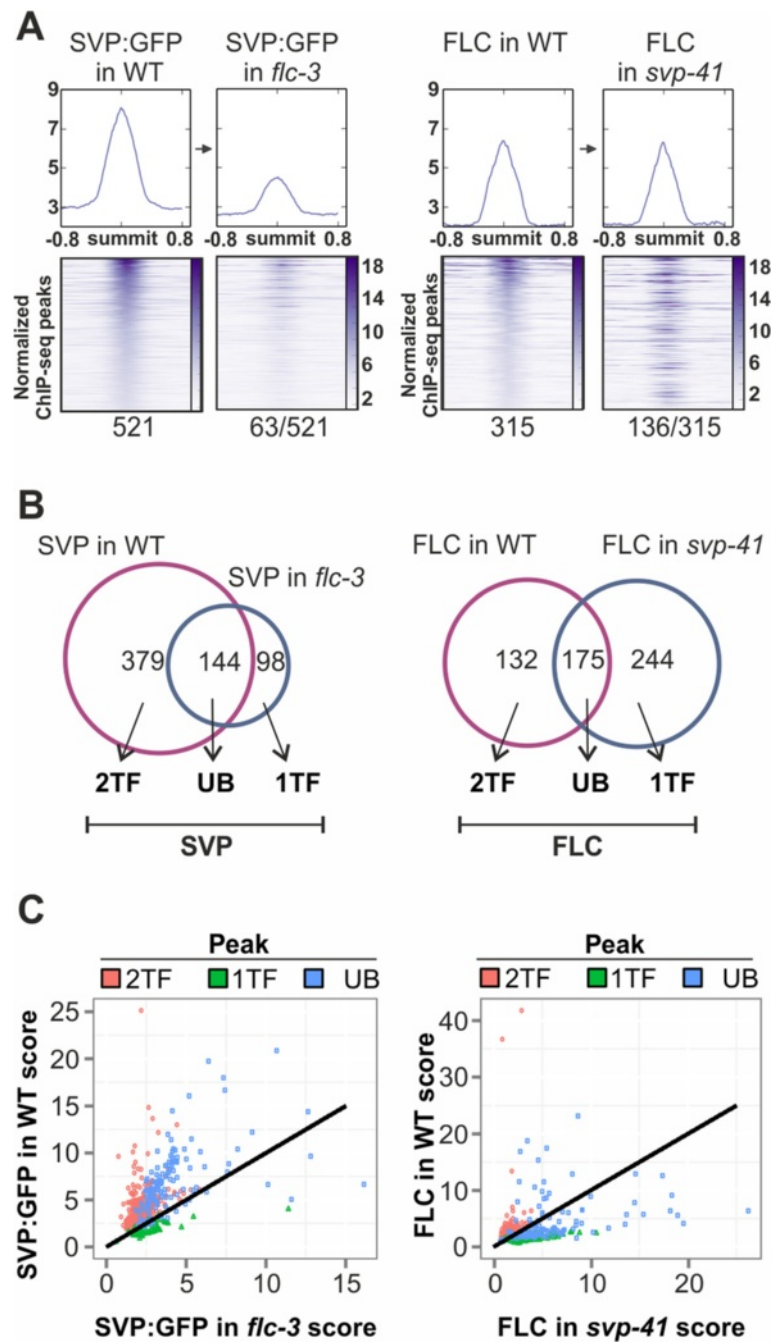 A
SVP:GFP in WT
SVP:GFP in flc-3
FLC in WT
FLC in svp-41
9
7
5
3
-0.8 summit 0.8
-0.8 summit 0.8
9
7
5
3
-0.8 summit 0.8
-0.8 summit 0.8
Normalized
ChIP-seq peaks
18
14
10
6
2
Normalized
ChIP-seq peaks
18
14
10
6
2
521
63/521
315
136/315
B
SVP in WT
SVP in flc-3
379
144
98
2TF
UB
1TF
SVP
FLC in WT
FLC in svp-41
132
175
244
2TF
UB
1TF
FLC
C
Peak
2TF 1TF UB
SVP:GFP in WT score
25
20
15
10
5
0
0 5 10 15
SVP:GFP in flc-3 score
Peak
2TF 1TF UB
FLC in WT score
40
30
20
10
0
0 10 20
FLC in svp-41 score